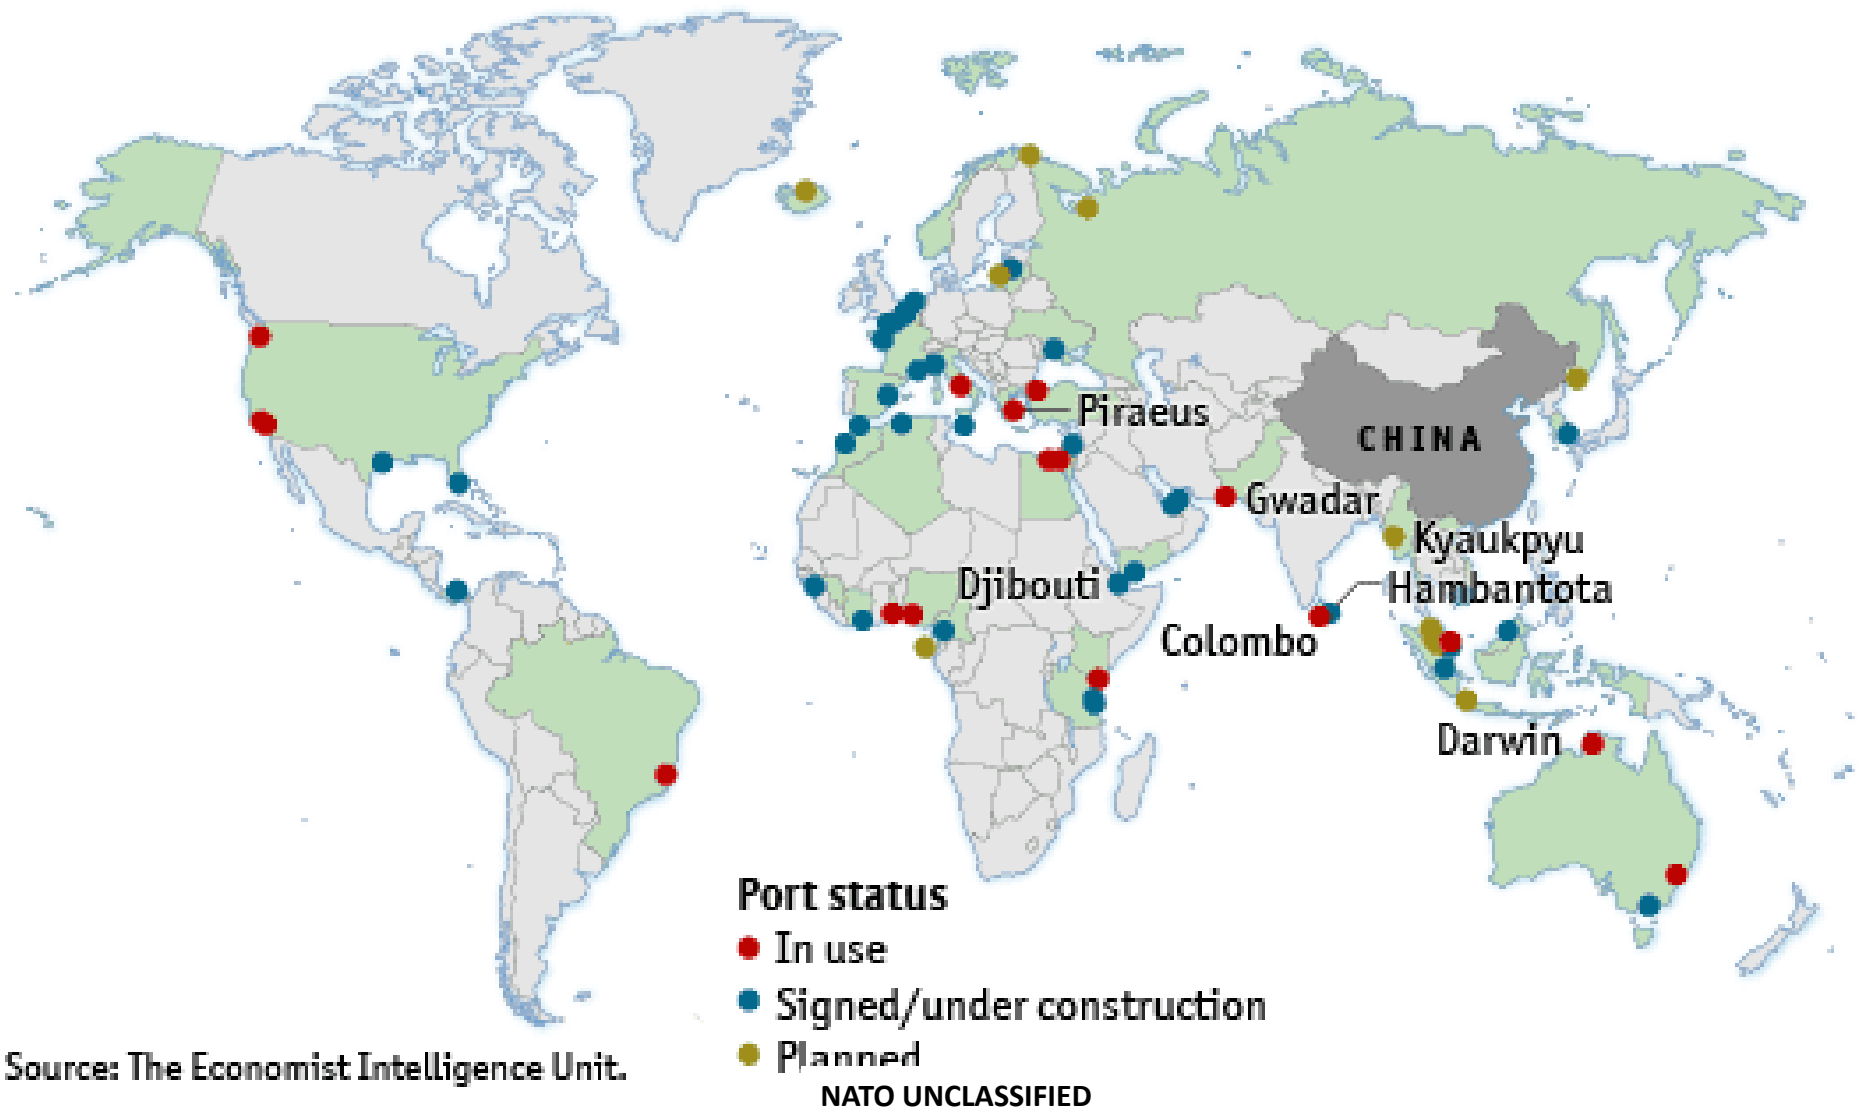 Piraeus
CHINA
Gwadar
Kyaukpyu
Djibouti
Hambantota
Colombo
Darwin
Port status
In use
Signed/under construction
Planned
Source: The Economist Intelligence Unit.
NATO UNCLASSIFIED